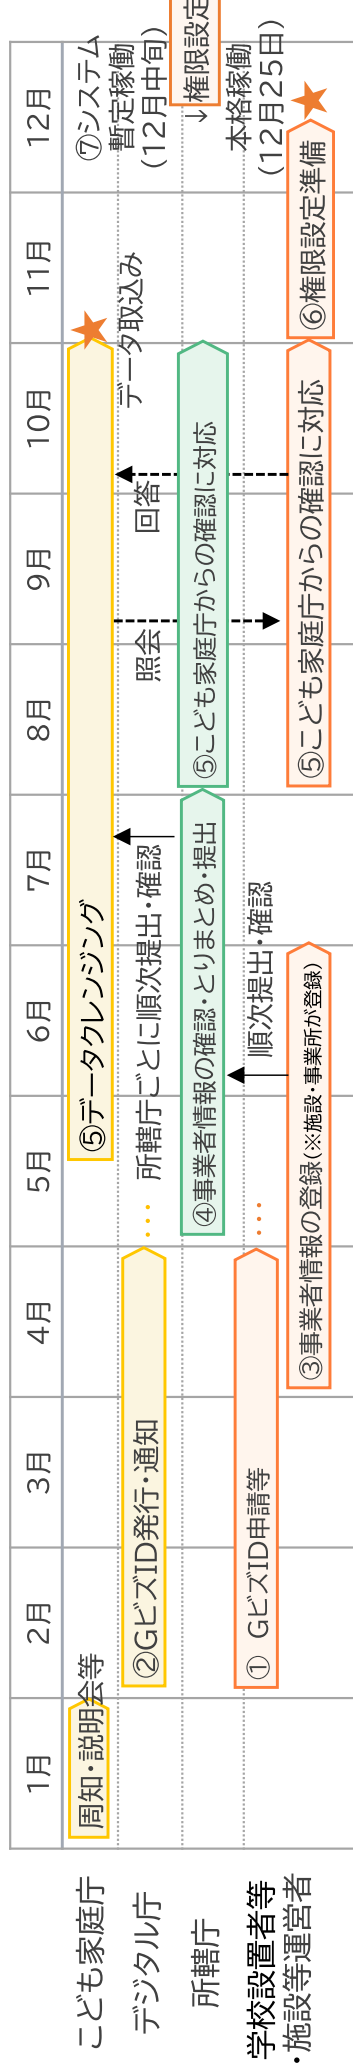 1月
2月
3月
4月
5月
6月
7月
8月
9月
10月
11月
12月
こども家庭庁
周知・説明会等
⑤データクレンジング
データ取込み
⑦システム
暫定稼働
(12月中旬)
デジタル庁
②GビズID発行・通知
…
所轄庁ごとに順次提出・確認
照会
回答
所轄庁
④事業者情報の確認・とりまとめ・提出
⑤こども家庭庁からの確認に対応
↓権限設定
学校設置者等
・施設等運営者
① GビズID申請等
…
順次提出・確認
本格稼働
(12月25日)
③事業者情報の登録(※施設・事業所が登録)
⑤こども家庭庁からの確認に対応
⑥権限設定準備